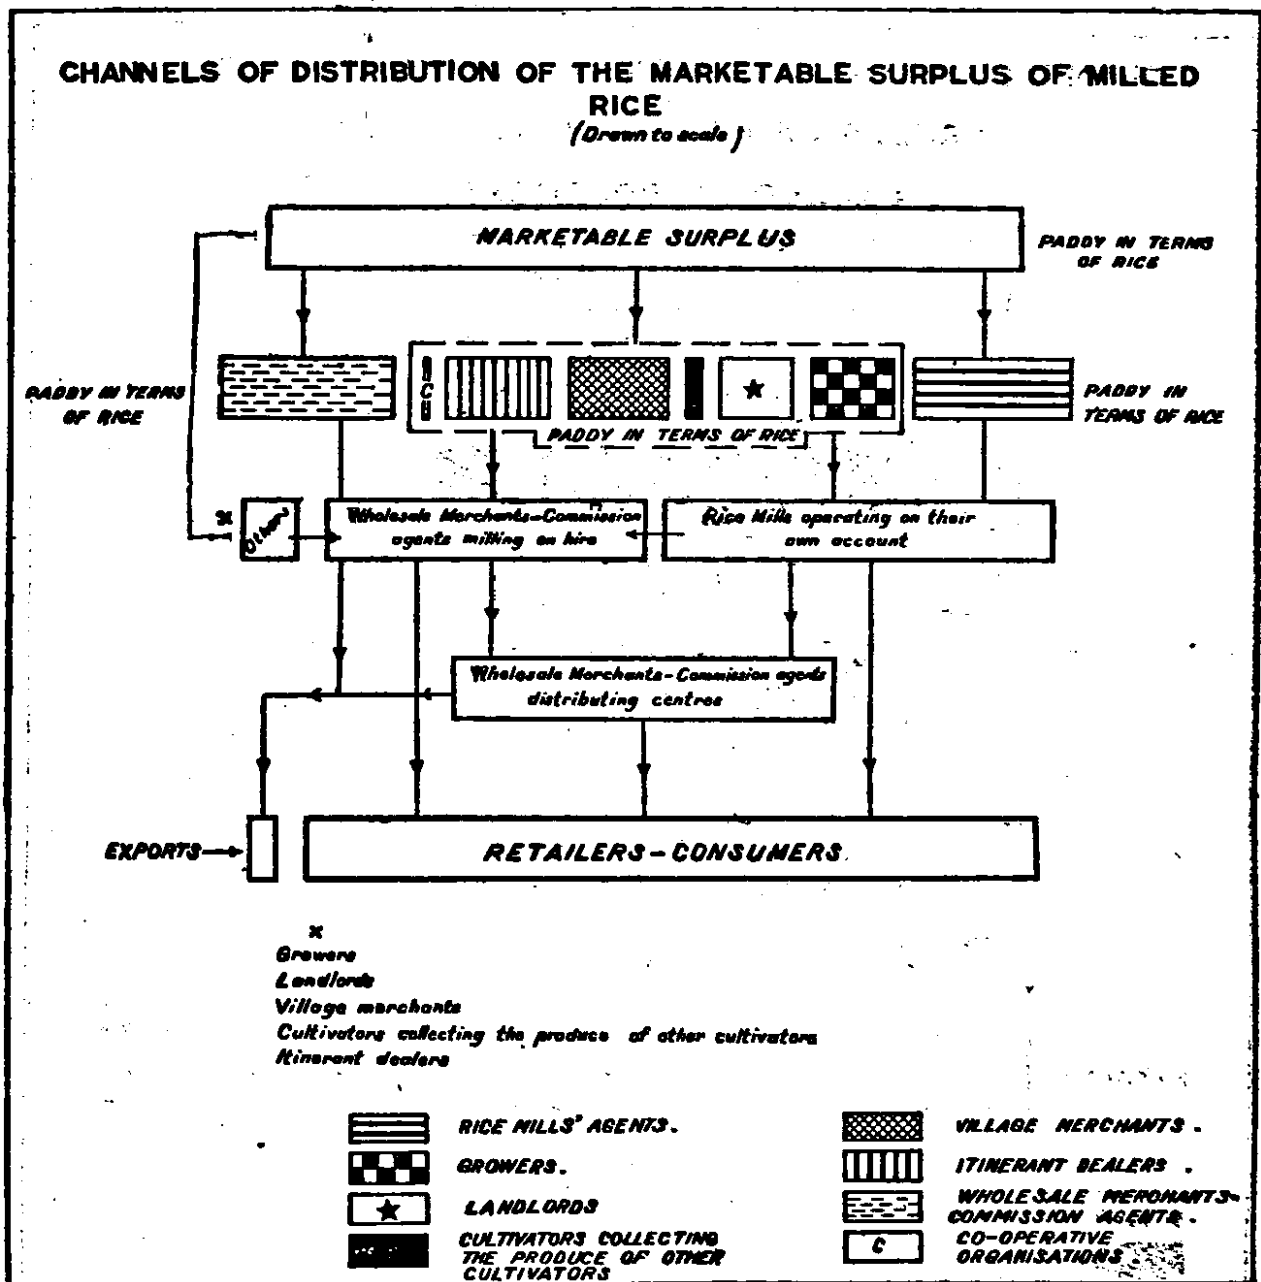 CHANNELS OF DISTRIBUTION OF THE MARKETABLE SURPLUS OF MILLED
RICE
(Drawn to scale)
MARKETABLE SURPLUS
PADDY IN TERMS
OF RICE
PADDY IN TERMS
OF RICE
C
PADDY IN
TERMS OF RICE
PADDY IN TERMS OF RICE
x
Others
Wholesale Merchants-Commission
agents milling on hire
Rice Mills operating on their
own account
Wholesale Merchants-Commission agents
distributing centres
EXPORTS
RETAILERS-CONSUMERS
x
Growers
Landlords
Village merchants
Cultivators collecting the produce of other cultivators
Itinerant dealers
RICE MILLS' AGENTS.
VILLAGE MERCHANTS.
GROWERS.
ITINERANT DEALERS.
LANDLORDS
WHOLESALE MERCHANTS-
COMMISSION AGENTS.
CULTIVATORS COLLECTING
THE PRODUCE OF OTHER
CULTIVATORS
C
CO-OPERATIVE
ORGANISATIONS.